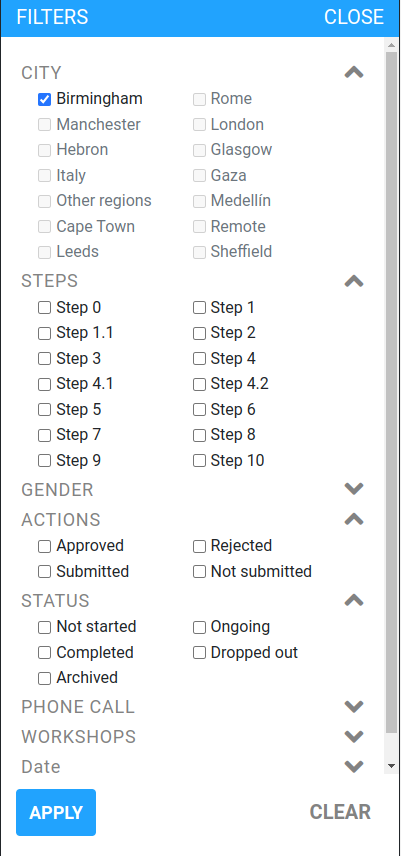 FILTERS CLOSE
CITY
Birmingham Rome
Manchester London
Hebron Glasgow
Italy Gaza
Other regions Medellín
Cape Town Remote
Leeds Sheffield
STEPS
Step 0 Step 1
Step 1.1 Step 2
Step 3 Step 4
Step 4.1 Step 4.2
Step 5 Step 6
Step 7 Step 8
Step 9 Step 10
GENDER
ACTIONS
Approved Rejected
Submitted Not submitted
STATUS
Not started Ongoing
Completed Dropped out
Archived
PHONE CALL
WORKSHOPS
Date
APPLY CLEAR